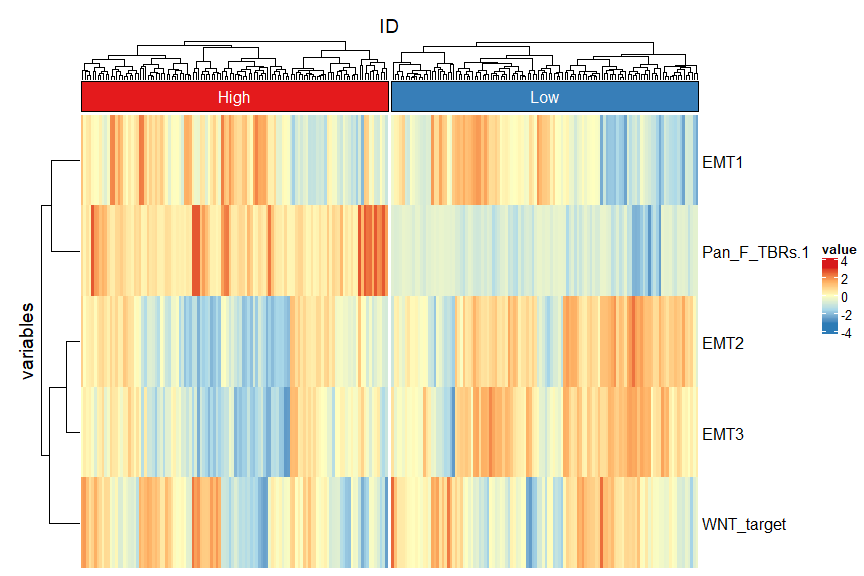 ID
High
Low
EMT1
Pan_F_TBRs.1
EMT2
EMT3
WNT_target
variables
value
4
2
0
-2
-4